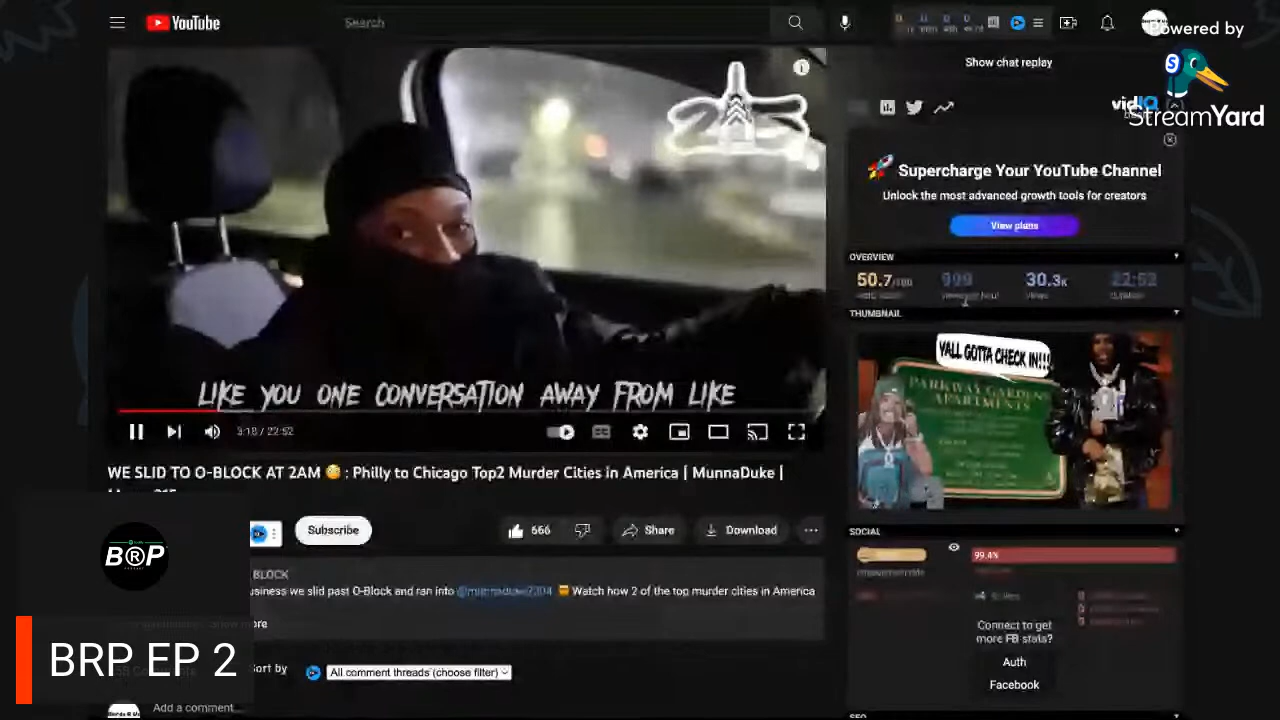 YouTube
Search
Powered by
StreamYard
Show chat replay
vidIQ
Supercharge Your YouTube Channel
Unlock the most advanced growth tools for creators
View plans
OVERVIEW
50.7/100 999 30.3K 22:52
THUMBNAIL
YALL GOTTA CHECK IN!!!
PARKWAY GARDENS
APARTMENTS
LIKE YOU ONE CONVERSATION AWAY FROM LIKE
3:18 / 22:52
WE SLID TO O-BLOCK AT 2AM 😳 : Philly to Chicago Top2 Murder Cities in America | MunnaDuke |
Subscribe
666
Share
Download
SOCIAL
99.4%
BLOCK
usiness we slid past O-Block and ran into
Watch how 2 of the top murder cities in America
Connect to get
more FB stats?
Auth
Facebook
BRP
BRP EP 2
ort by
All comment threads (choose filter)
Add a comment...
SEO